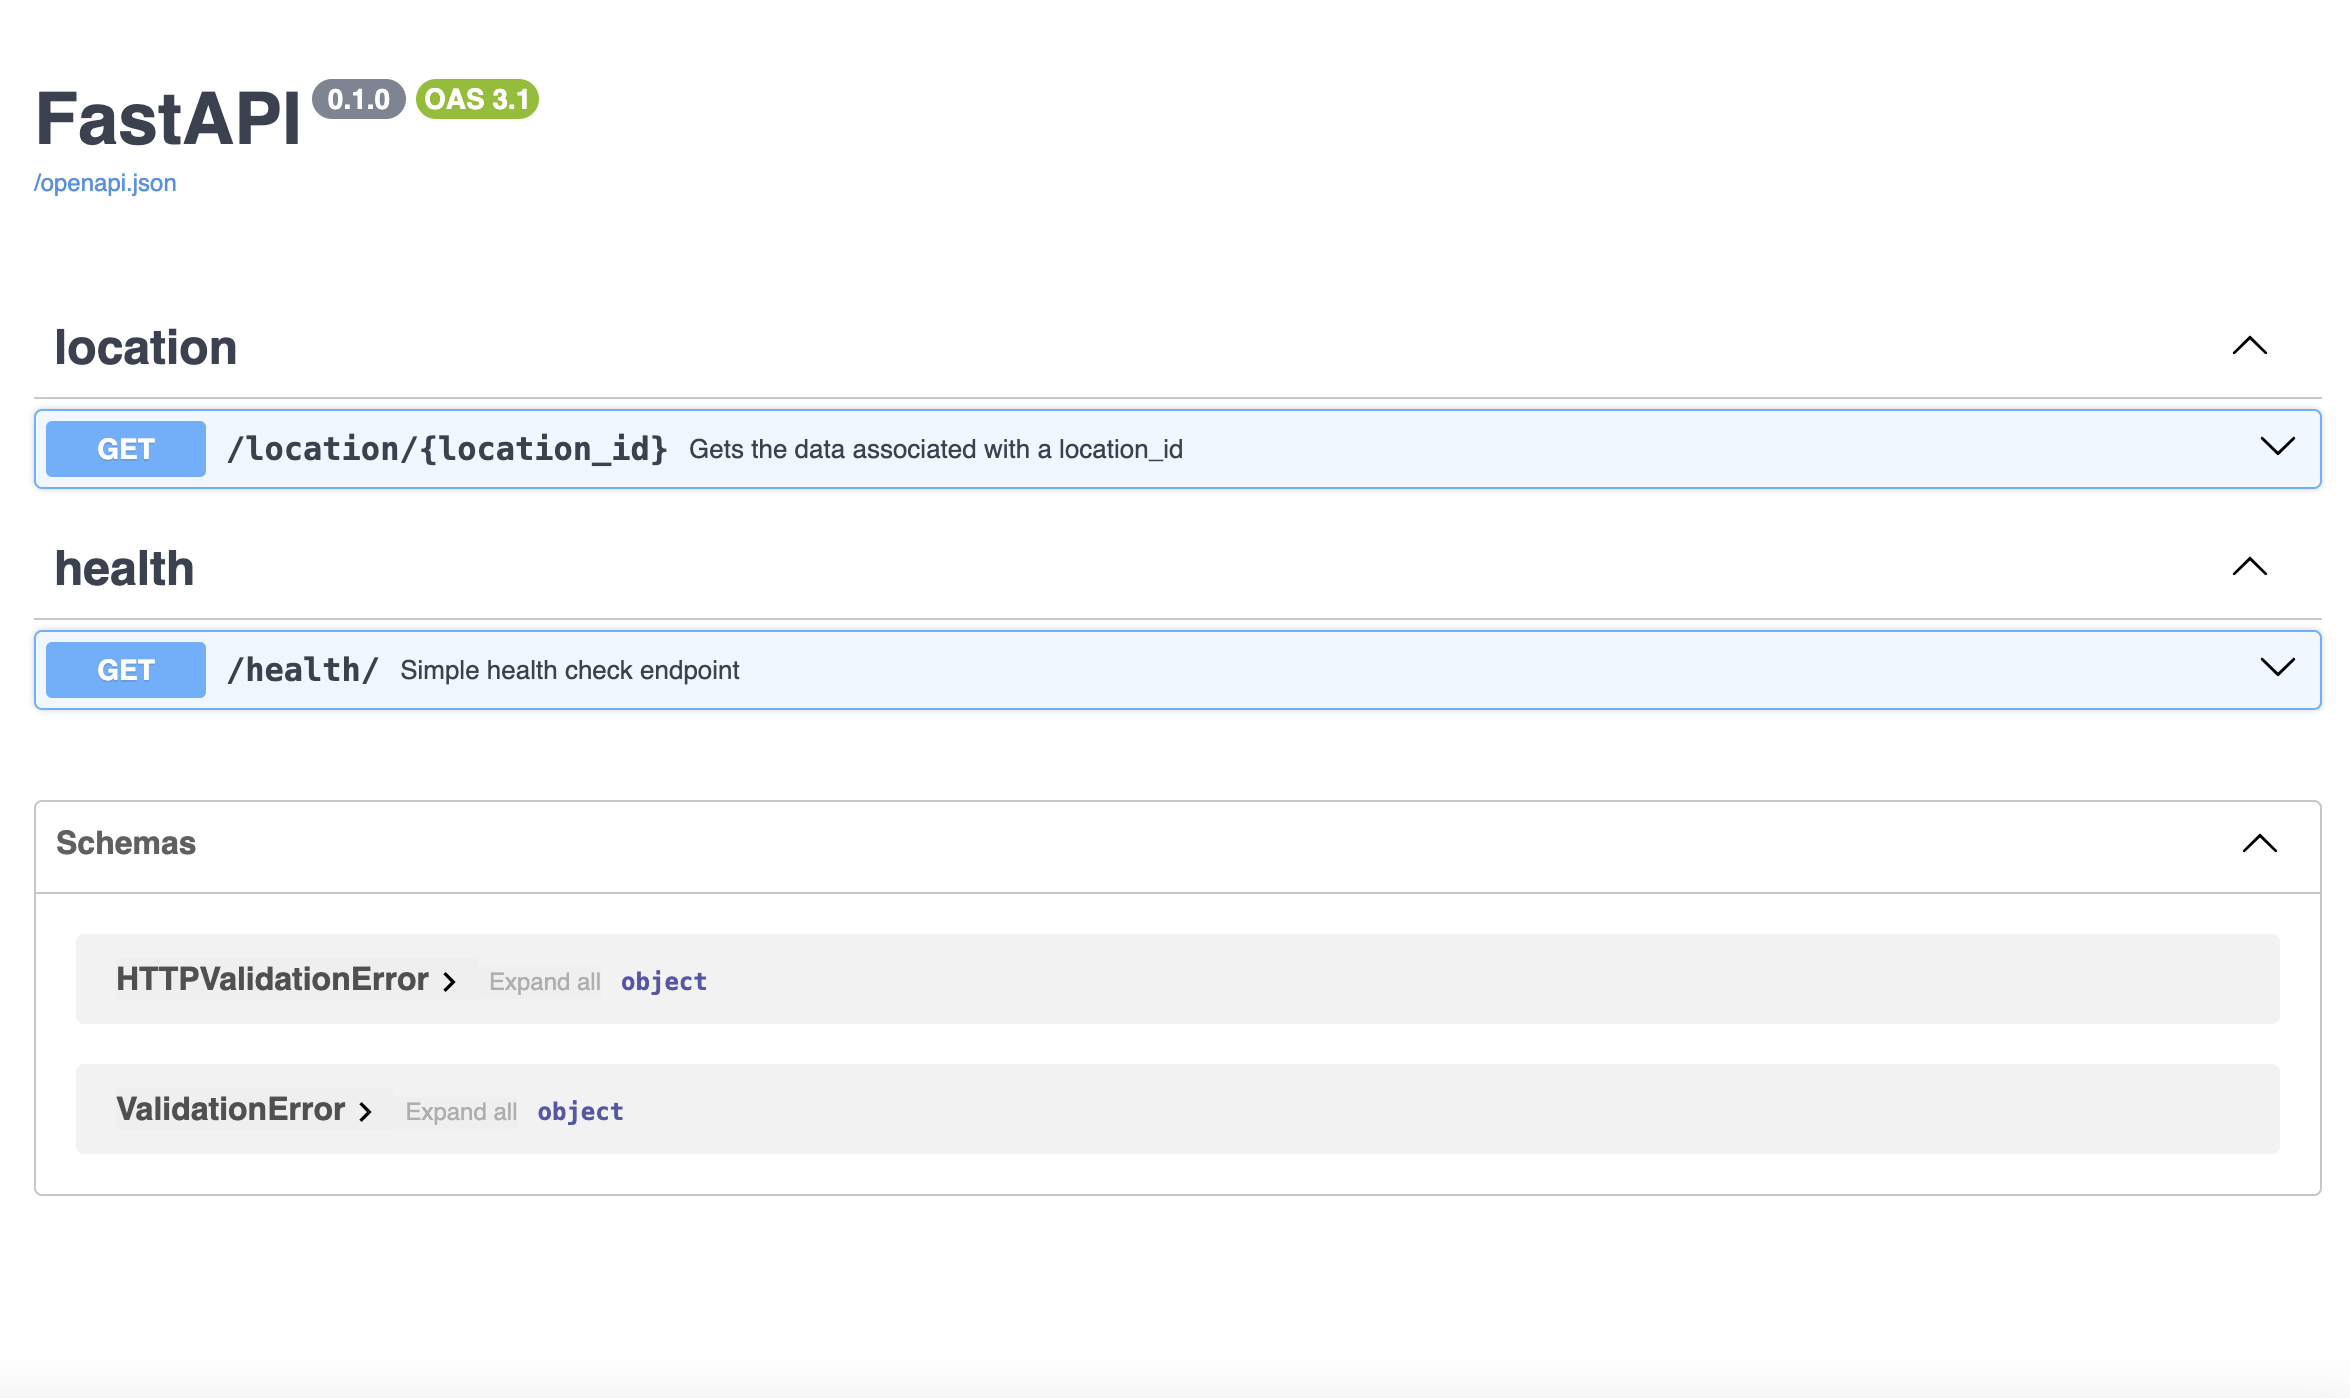 FastAPI 0.1.0 OAS 3.1
/openapi.json
location
GET /location/{location_id} Gets the data associated with a location_id
health
GET /health/ Simple health check endpoint
Schemas
HTTPValidationError Expand all object
ValidationError Expand all object